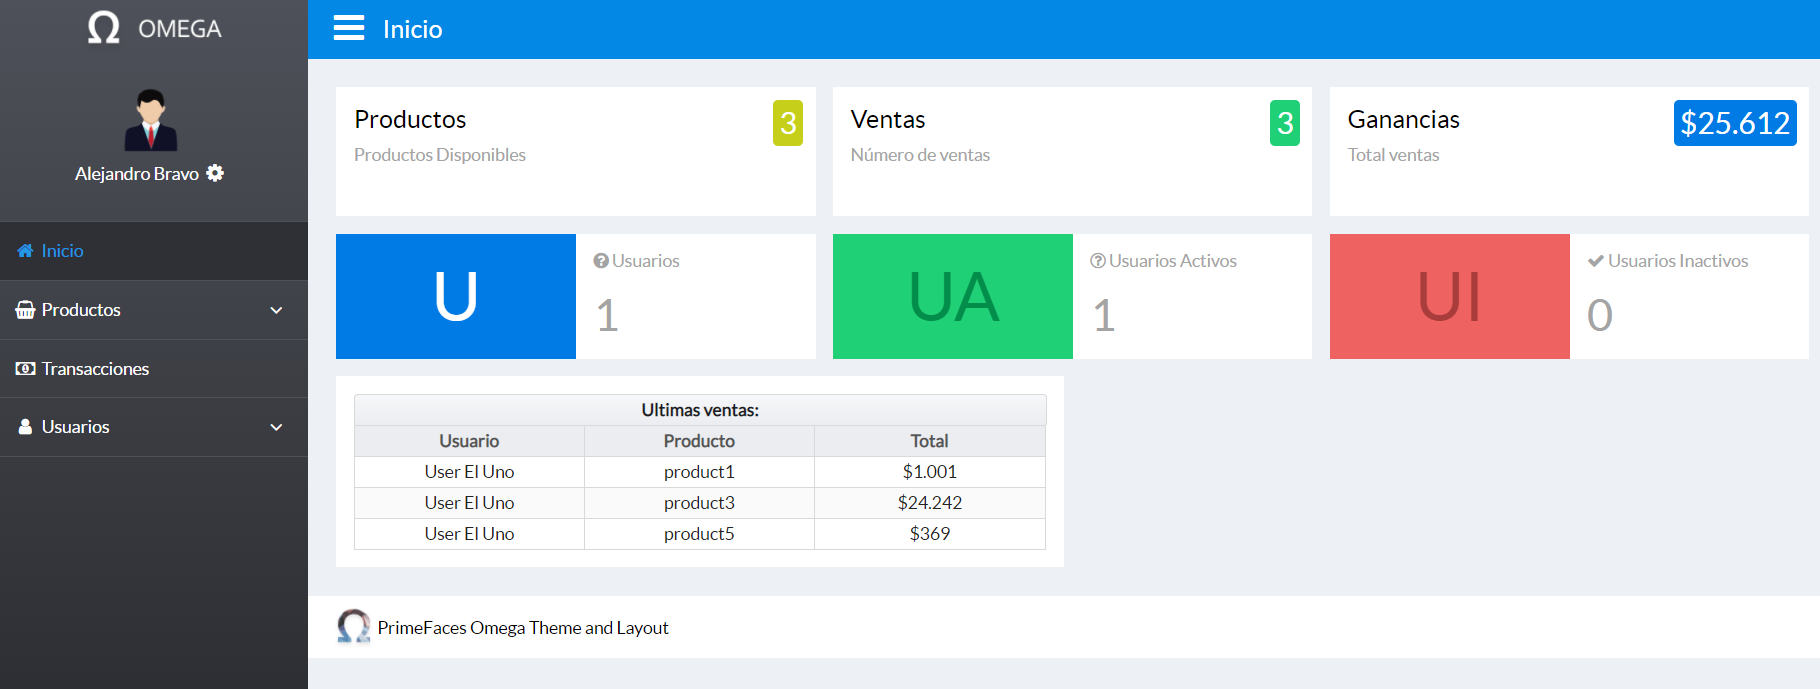 Ω OMEGA
Alejandro Bravo
Inicio
Productos
Transacciones
Usuarios
Inicio
Productos
3
Productos Disponibles
Ventas
3
Número de ventas
Ganancias
$25.612
Total ventas
U
Usuarios
1
UA
Usuarios Activos
1
UI
Usuarios Inactivos
0
Ultimas ventas:
Usuario Producto Total
User El Uno product1 $1.001
User El Uno product3 $24.242
User El Uno product5 $369
Ω PrimeFaces Omega Theme and Layout